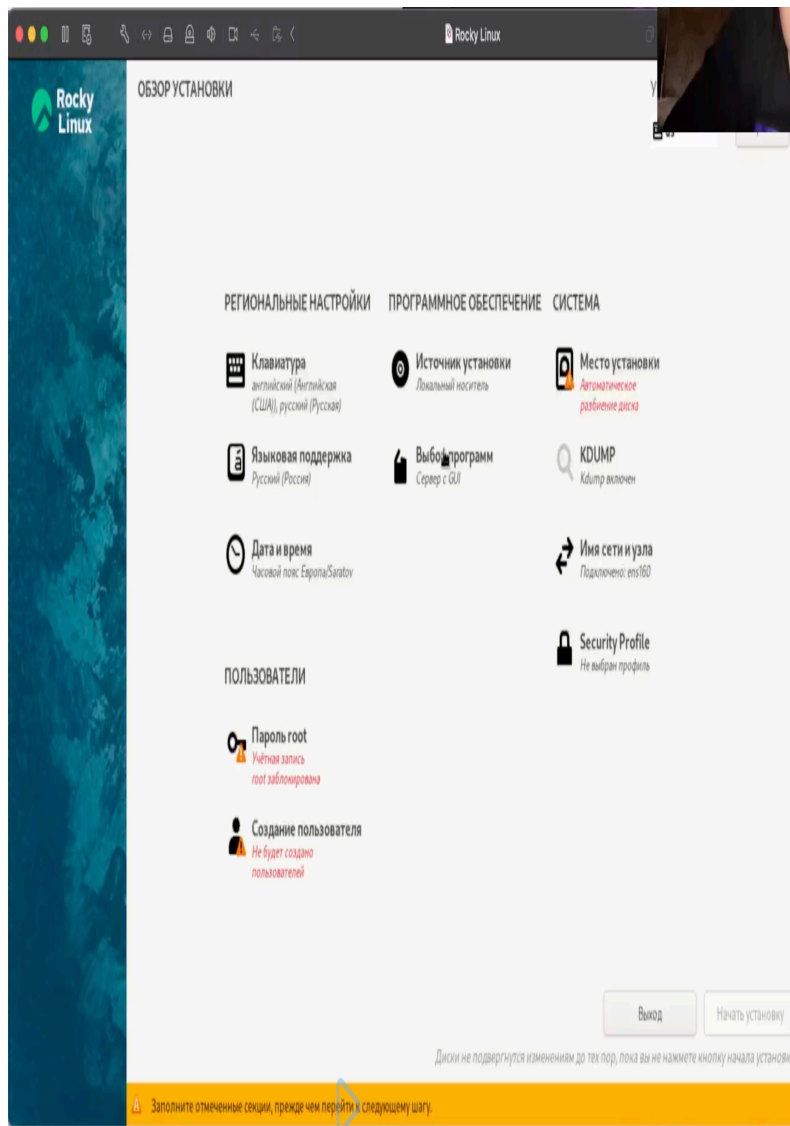 Rocky Linux
Rocky
Linux
ОБЗОР УСТАНОВКИ
РЕГИОНАЛЬНЫЕ НАСТРОЙКИ
Клавиатура
английский (Английская
(США)), русский (Русская)
Языковая поддержка
Русский (Россия)
Дата и время
Часовой пояс Европа/Saratov
ПРОГРАММНОЕ ОБЕСПЕЧЕНИЕ
Источник установки
Локальный носитель
Выбор программ
Сервер с GUI
СИСТЕМА
Место установки
Автоматическое
разбиение диска
KDUMP
Kdump включен
Имя сети и узла
Подключено: ens160
Security Profile
Не выбран профиль
ПОЛЬЗОВАТЕЛИ
Пароль root
Учётная запись
root заблокирована
Создание пользователя
Не будет создано
пользователей
Выход
Начать установку
Диски не подвергнутся изменениям до тех пор, пока вы не нажмете кнопку начала
Заполните отмеченные секции, прежде чем перейти к следующему шагу.